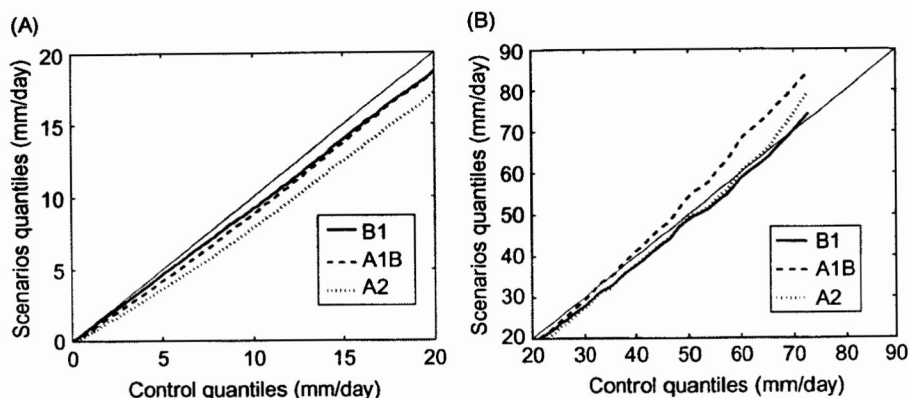 (A)
Scenarios quantiles (mm/day)
20
15
10
5
0
0 5 10 15 20
Control quantiles (mm/day)
B1
A1B
A2
(B)
Scenarios quantiles (mm/day)
90
80
70
60
50
40
30
20
20 30 40 50 60 70 80 90
Control quantiles (mm/day)
B1
A1B
A2